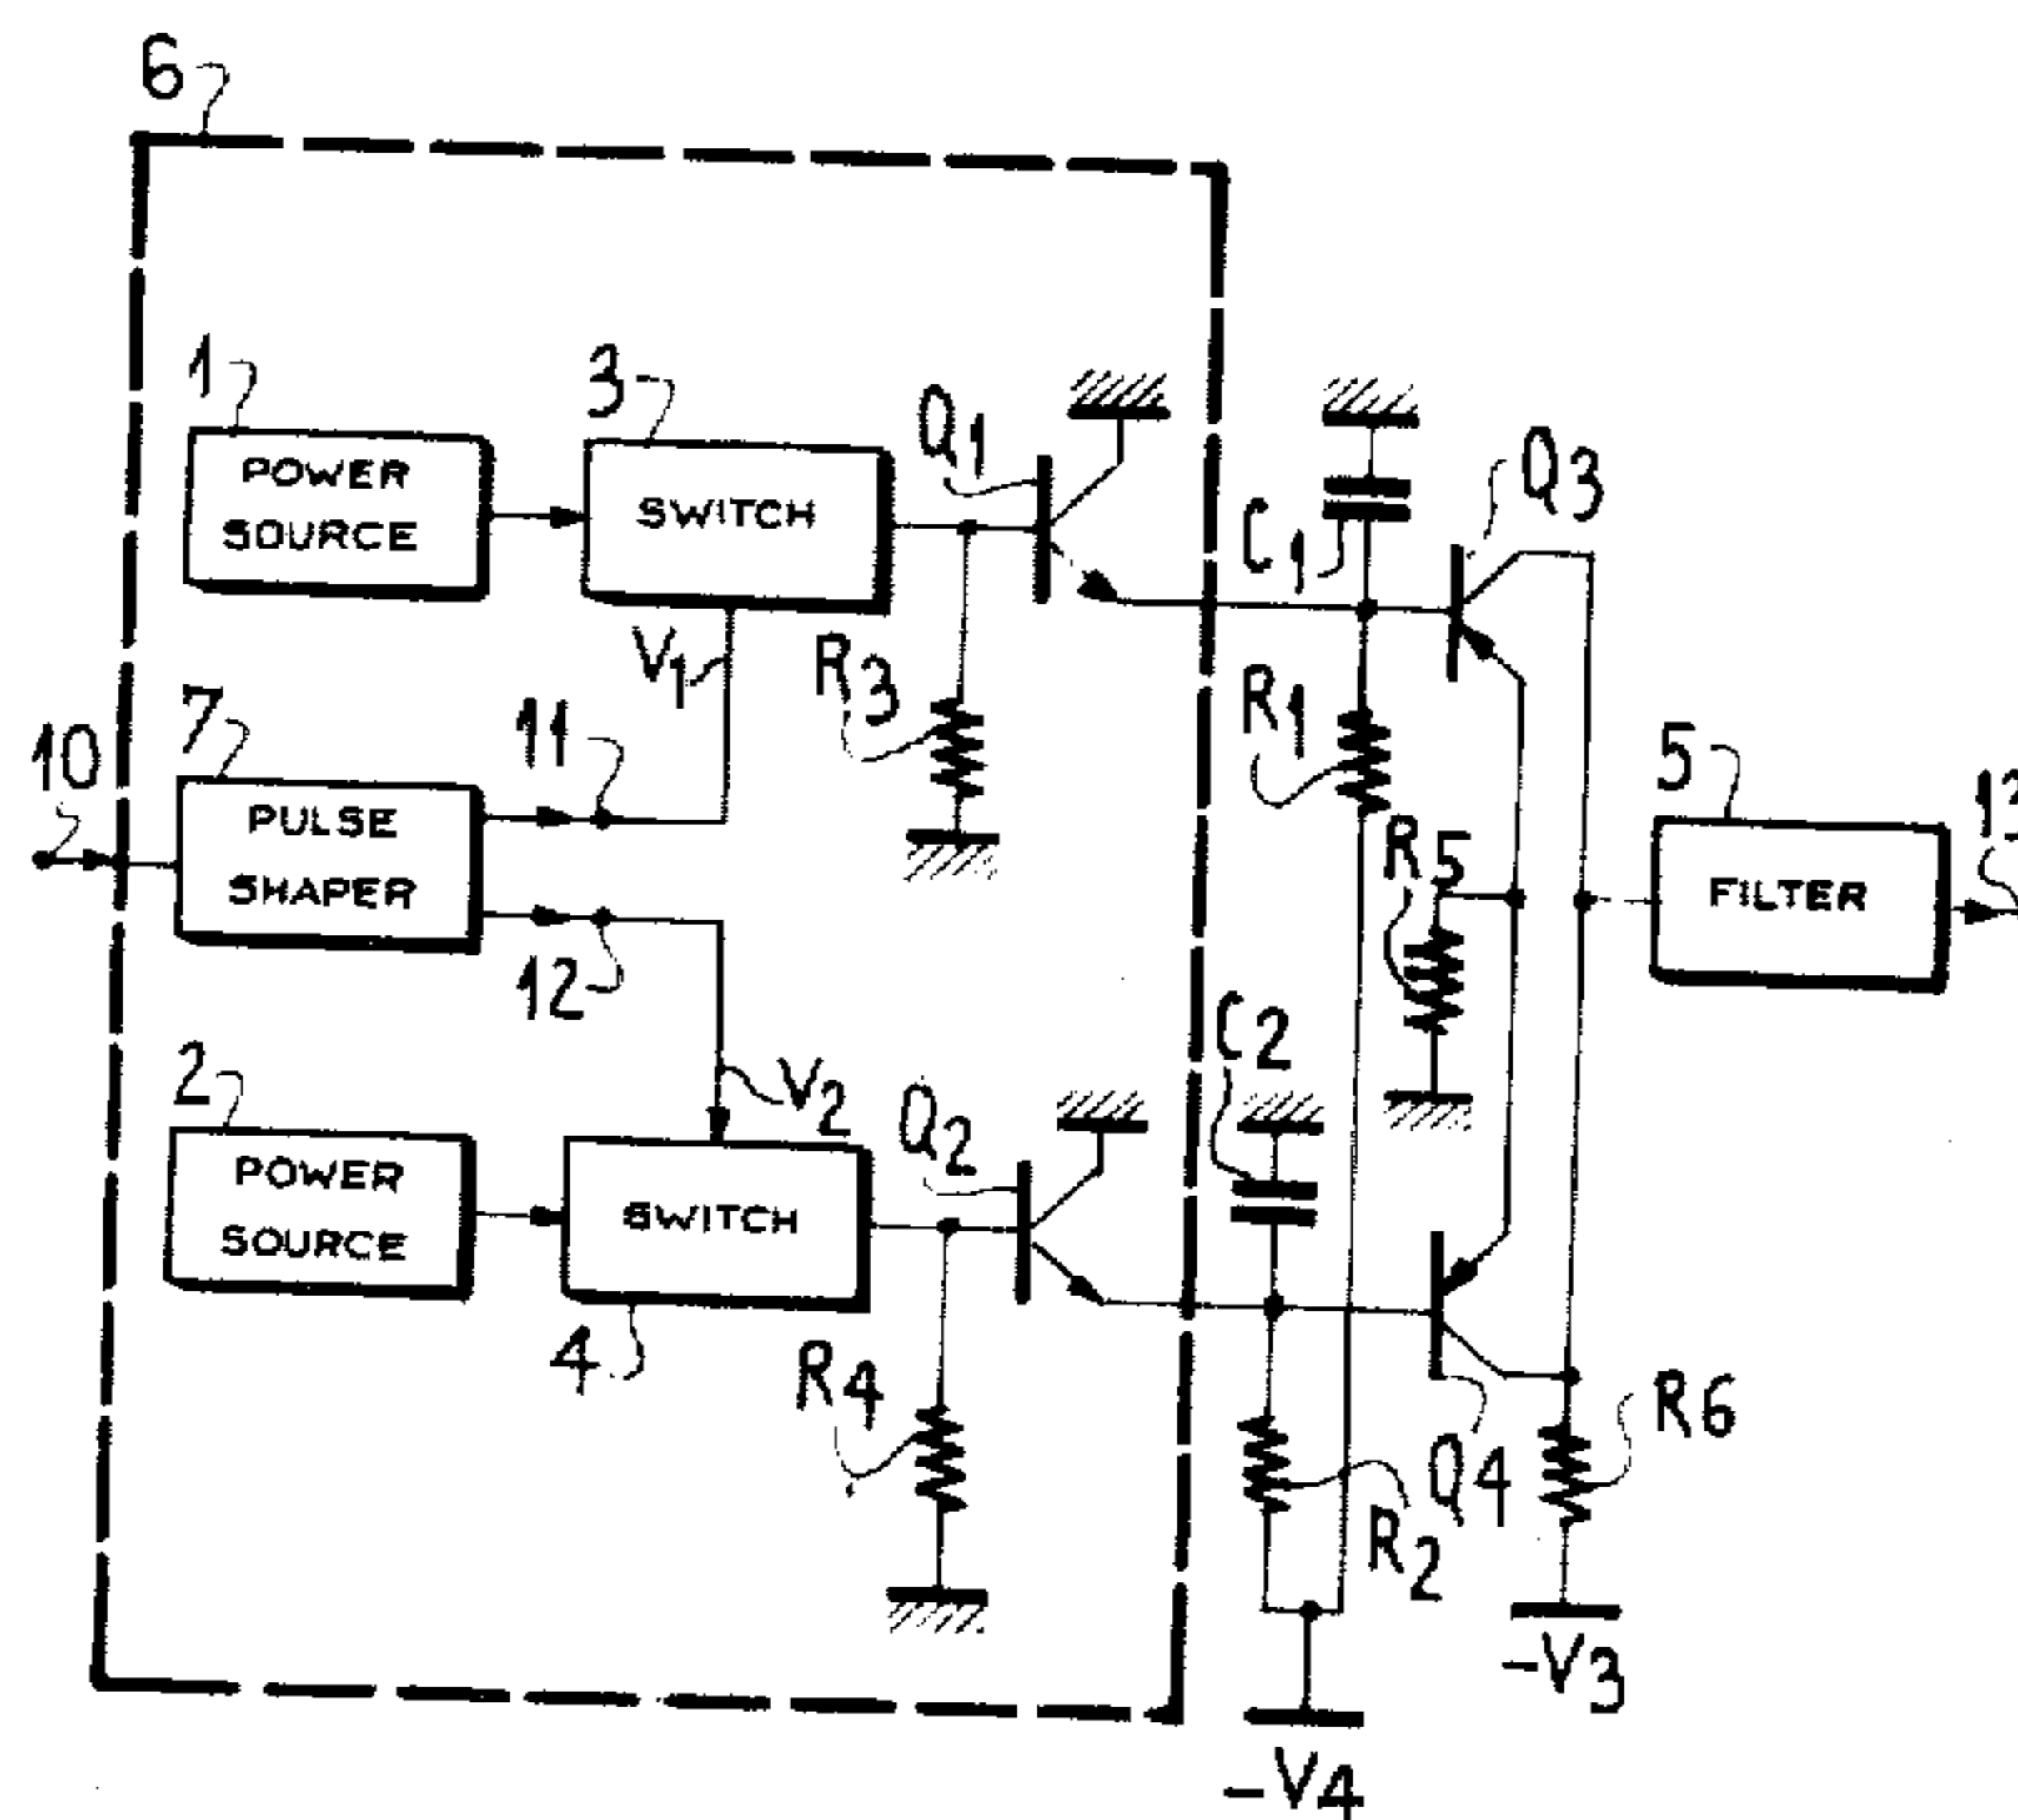 6
1
POWER
SOURCE
3
SWITCH
Q1
C1
Q3
V1
R3
R1
10
7
PULSE
SHAPER
11
12
R5
5
FILTER
13
2
POWER
SOURCE
V2
SWITCH
4
Q2
C2
R4
R2
Q4
R6
-V3
-V4